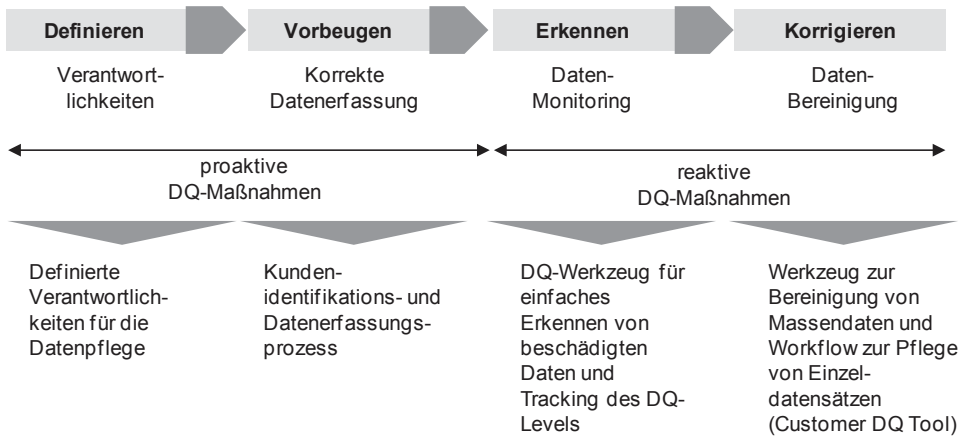 Definieren
Vorbeugen
Erkennen
Korrigieren
Verantwort-
lichkeiten
Korrekte
Datenerfassung
Daten-
Monitoring
Daten-
Bereinigung
proaktive
DQ-Maßnahmen
reaktive
DQ-Maßnahmen
Definierte
Verantwortlich-
keiten für die
Datenpflege
Kunden-
identifikations- und
Datenerfassungs-
prozess
DQ-Werkzeug für
einfaches
Erkennen von
beschädigten
Daten und
Tracking des DQ-
Levels
Werkzeug zur
Bereinigung von
Massendaten und
Workflow zur Pflege
von Einzel-
datensätzen
(Customer DQ Tool)